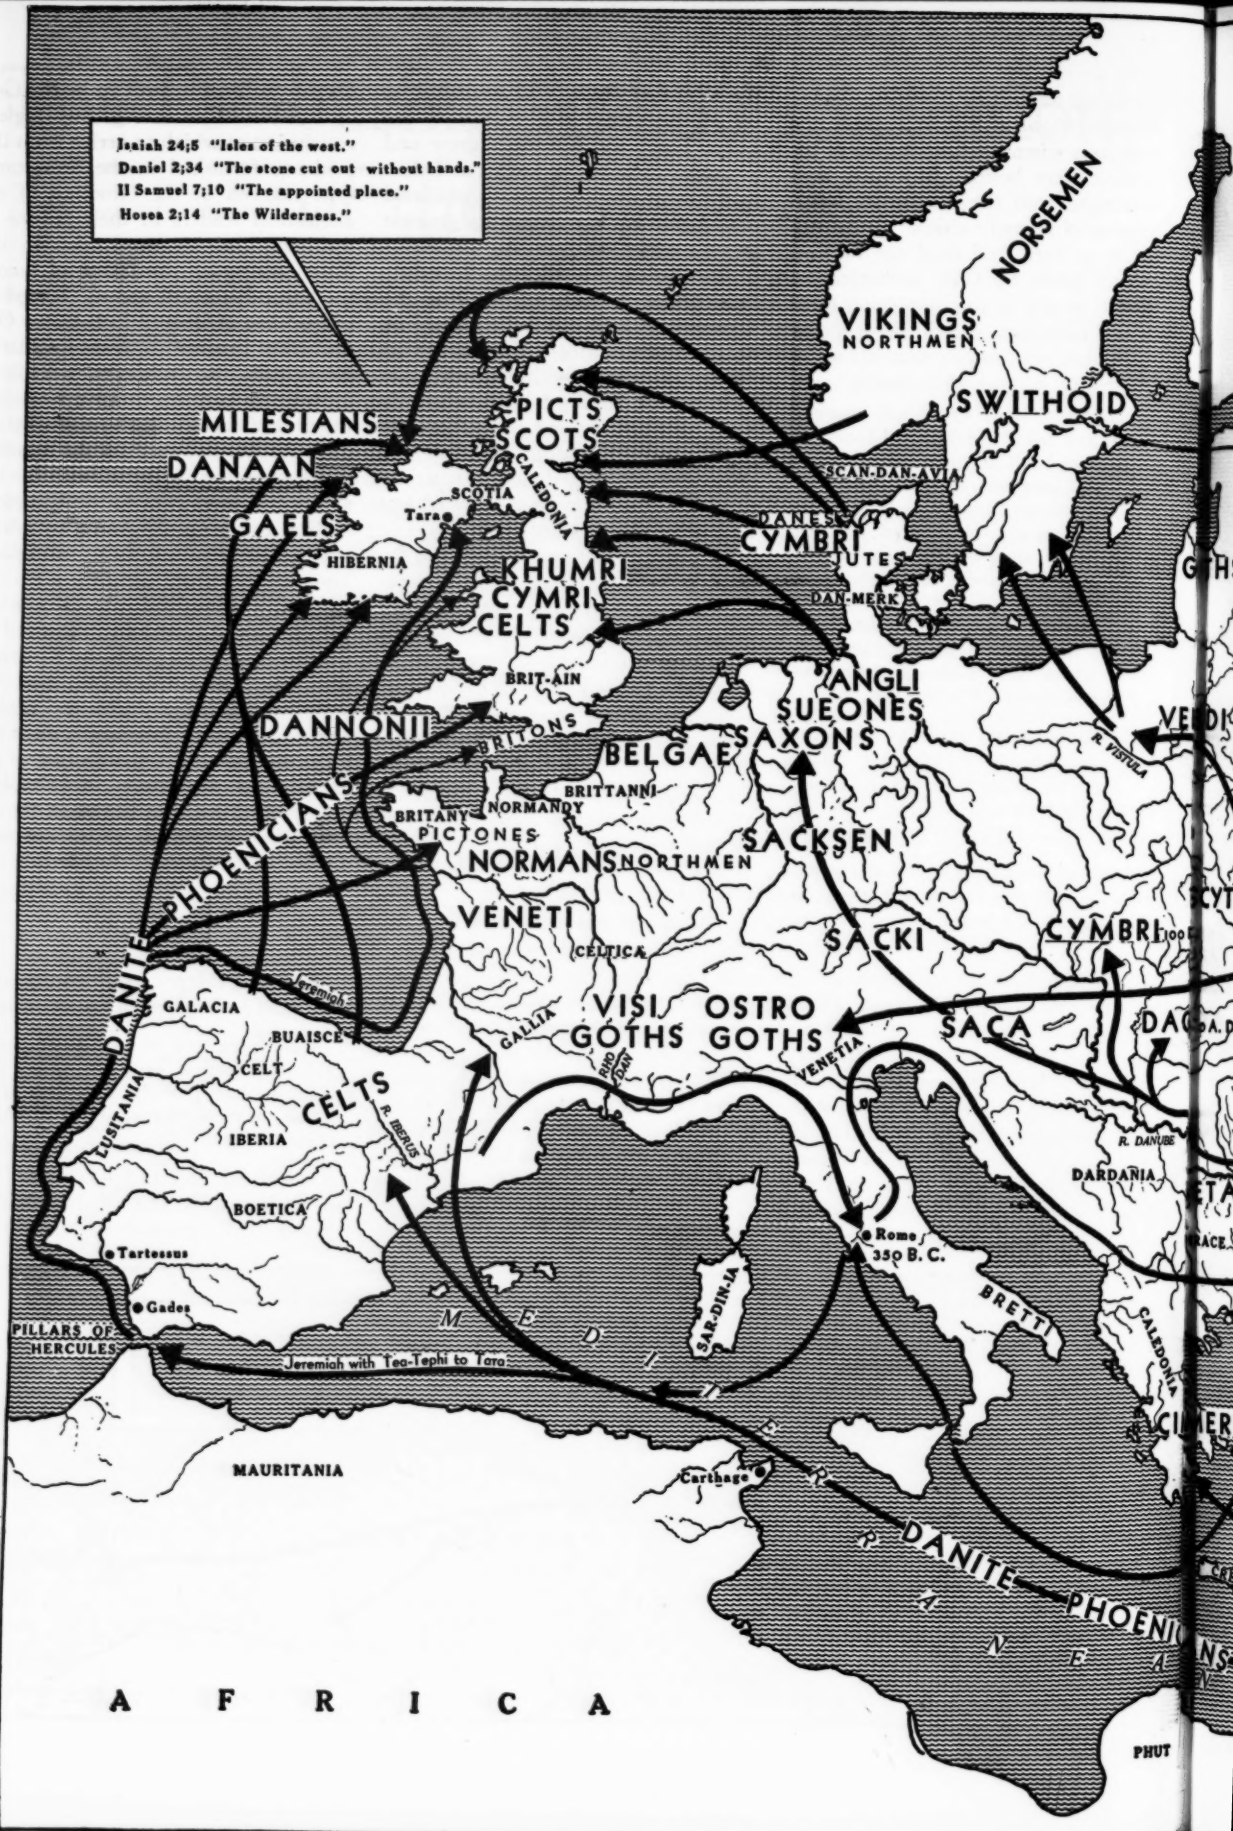 Isaiah 24;5 "Isles of the west."
Daniel 2;34 "The stone cut out without hands."
II Samuel 7;10 "The appointed place."
Hosea 2;14 "The Wilderness."
NORSEMEN
VIKINGS
NORTHMEN
SWITHOID
PICTS
SCOTS
MILESIANS
DANAAN
GAELS
CALEDONIA
SCOTIA
Tara
HIBERNIA
SCAN-DAN-AVIA
DANES
CYMBRI
JUTES
DAN-MERK
KHUMRI
CYMRI
CELTS
BRIT-AIN
BRITONS
DANNONII
PHOENICIANS
DANITE
ANGLI
SUEONES
SAXONS
BELGAE
R. VISTULA
BRITTANNI
BRITANY
NORMANDY
PICTONES
NORMANS
NORTHMEN
SACKSEN
VENETI
CELTICA
SACKI
CYMBRI
VISI
GOTHS
OSTRO
GOTHS
SACA
GALLIA
RHO
DAN
VENETIA
Jeremiah
GALACIA
BUAISCE
CELT
CELTS
LUSITANIA
IBERIA
R. IBERUS
BOETICA
Tartessus
Gades
PILLARS OF
HERCULES
R. DANUBE
DARDANIA
Rome
350 B.C.
SAR-DIN-IA
BRETTI
CALEDONIA
Jeremiah with Tea-Tephi to Tara
MEDITERRANEAN
MAURITANIA
Carthage
DANITE PHOENICIANS
AFRICA
PHUT